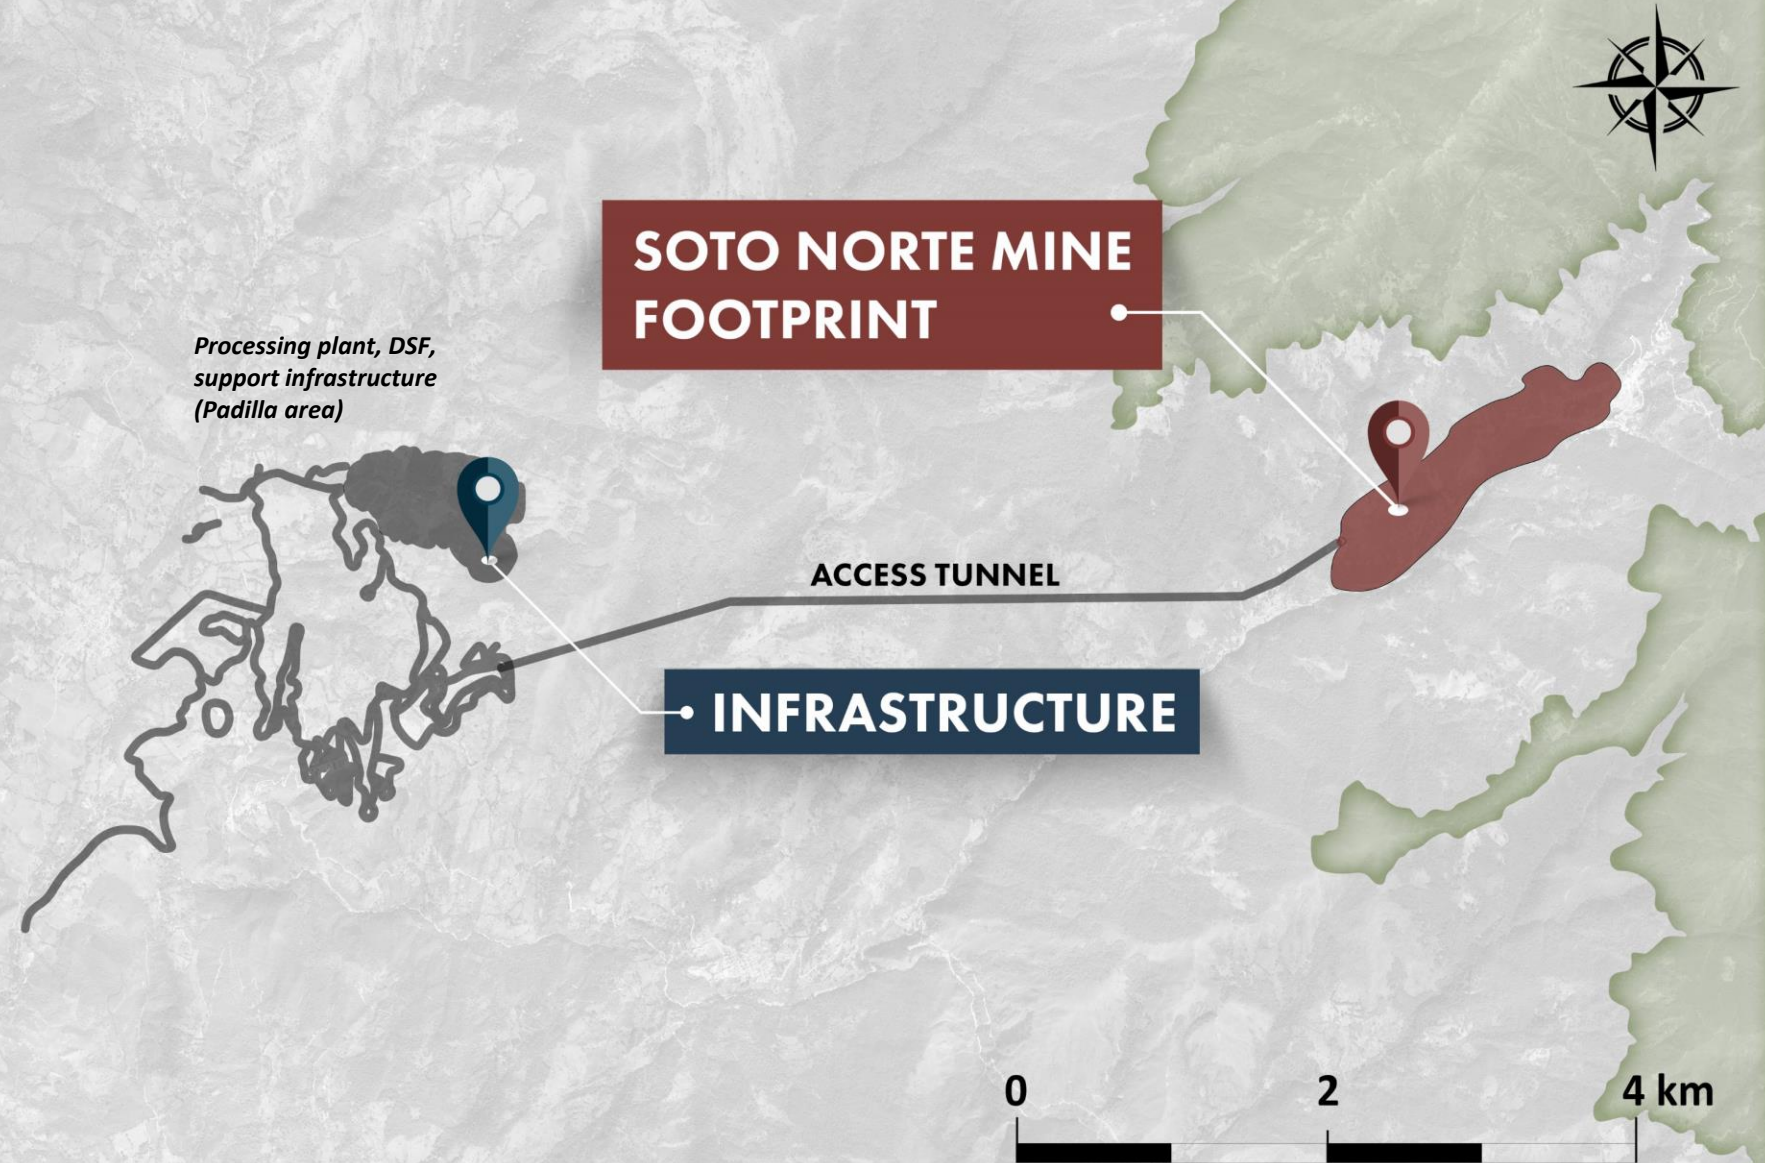 SOTO NORTE MINE
FOOTPRINT
Processing plant, DSF,
support infrastructure
(Padilla area)
ACCESS TUNNEL
INFRASTRUCTURE
0 2 4 km